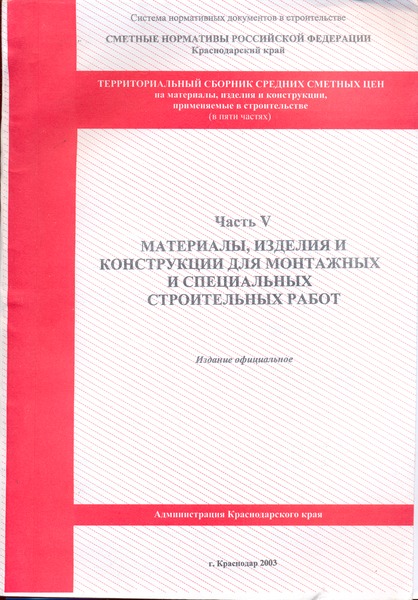 Система нормативных документов в строительстве
СМЕТНЫЕ НОРМАТИВЫ РОССИЙСКОЙ ФЕДЕРАЦИИ
Краснодарский край
ТЕРРИТОРИАЛЬНЫЙ СБОРНИК СРЕДНИХ СМЕТНЫХ ЦЕН
на материалы, изделия и конструкции,
применяемые в строительстве
(в пяти частях)
Часть V
МАТЕРИАЛЫ, ИЗДЕЛИЯ И
КОНСТРУКЦИИ ДЛЯ МОНТАЖНЫХ
И СПЕЦИАЛЬНЫХ
СТРОИТЕЛЬНЫХ РАБОТ
Издание официальное
Администрация Краснодарского края
г. Краснодар 2003